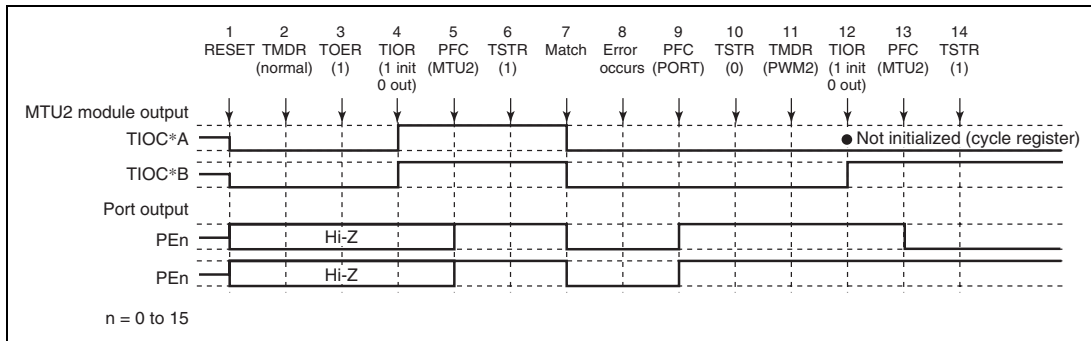 1 2 3 4 5 6 7 8 9 10 11 12 13 14
RESET TMDR TOER TIOR PFC TSTR Match Error PFC TSTR TMDR TIOR PFC TSTR
(normal) (1) (1 init (MTU2) (1) occurs (PORT) (0) (PWM2) (1 init (MTU2) (1)
0 out) 0 out)
MTU2 module output
TIOC*A
● Not initialized (cycle register)
TIOC*B
Port output
PEn
Hi-Z
PEn
Hi-Z
n = 0 to 15